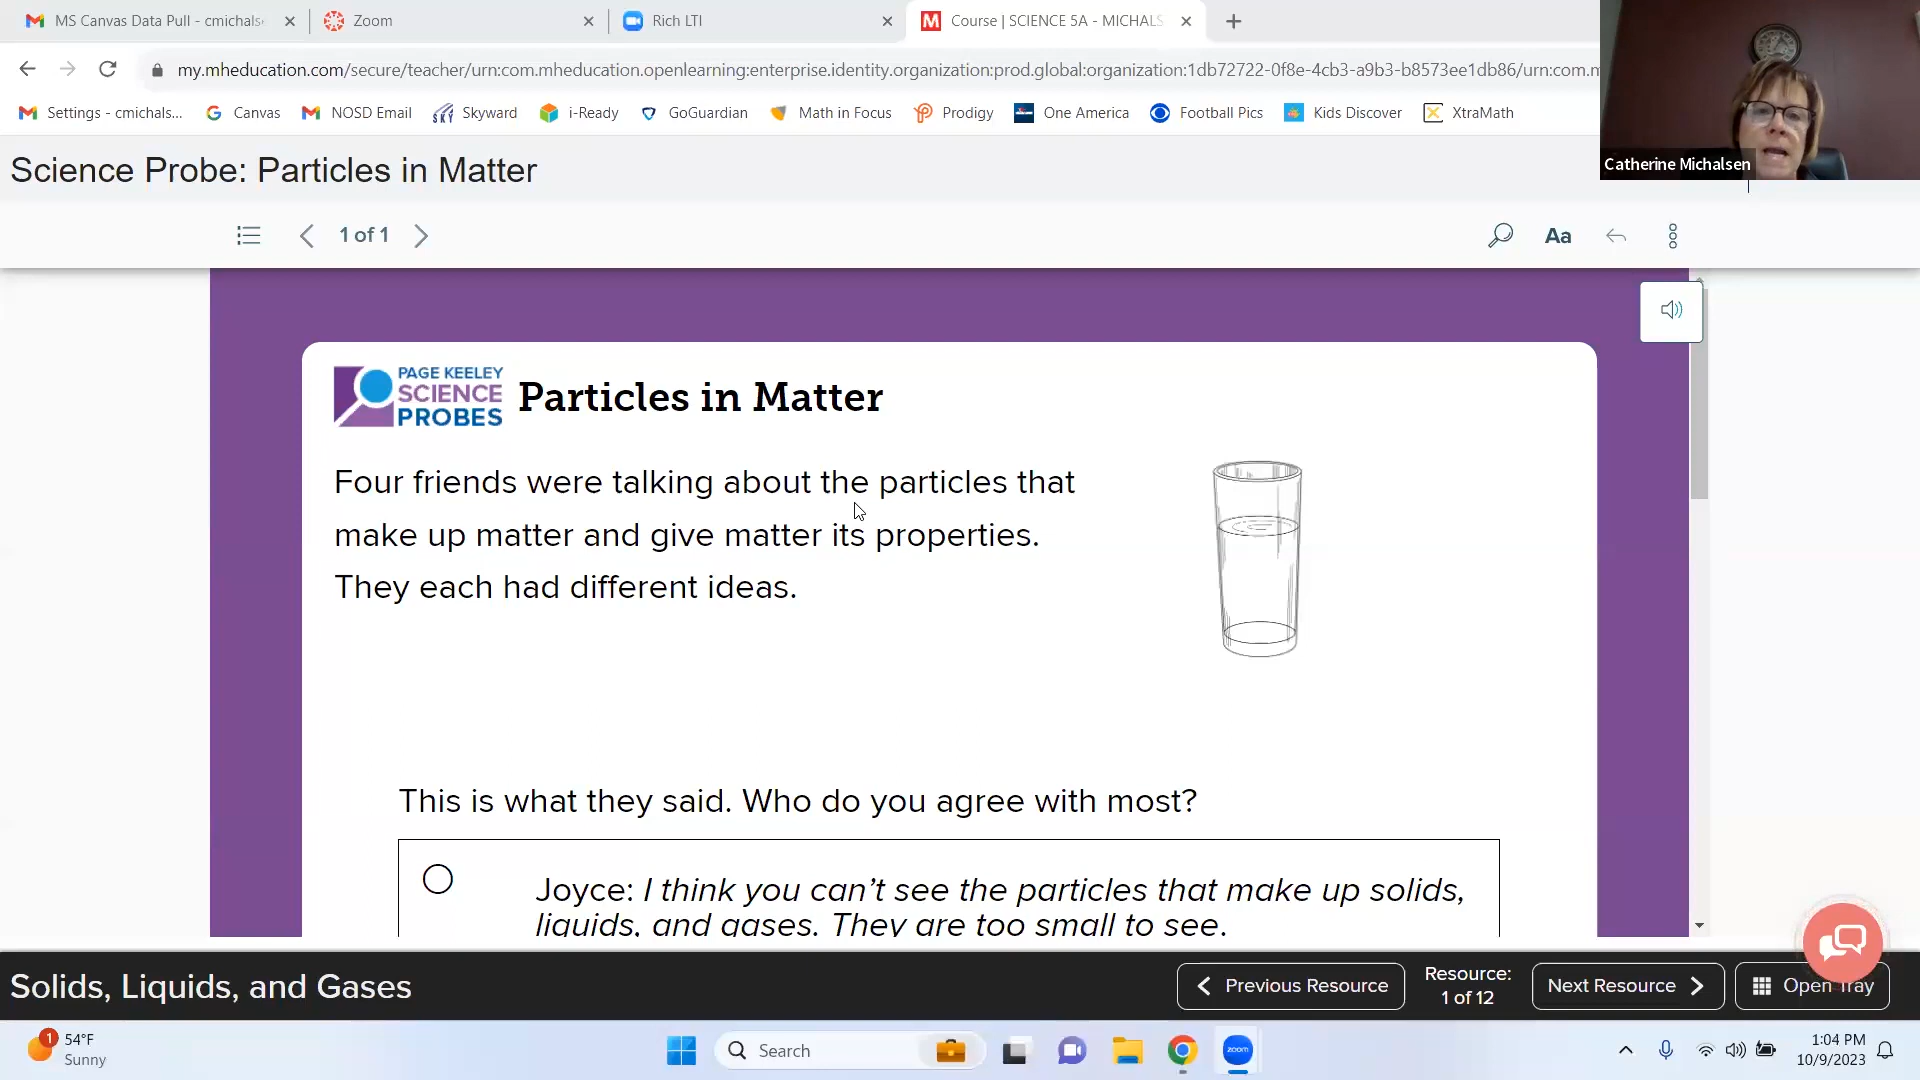 MS Canvas Data Pull - cmichals
Zoom
Rich LTI
Course | SCIENCE 5A - MICHALS
my.mheducation.com/secure/teacher/urn:com.mheducation.openlearning:enterprise.identity.organization:prod.global:organization:1db72722-0f8e-4cb3-a9b3-b8573ee1db86/urn:com.m
Settings - cmichals...
Canvas
NOSD Email
Skyward
i-Ready
GoGuardian
Math in Focus
Prodigy
One America
Football Pics
Kids Discover
XtraMath
Catherine Michalsen
Science Probe: Particles in Matter
1 of 1
Aa
PAGE KEELEY
SCIENCE
PROBES
Particles in Matter
Four friends were talking about the particles that
make up matter and give matter its properties.
They each had different ideas.
This is what they said. Who do you agree with most?
Joyce: I think you can’t see the particles that make up solids,
liquids, and gases. They are too small to see.
Solids, Liquids, and Gases
Previous Resource
Resource:
1 of 12
Next Resource
Open Tray
1
54°F
Sunny
Search
zoom
1:04 PM
10/9/2023